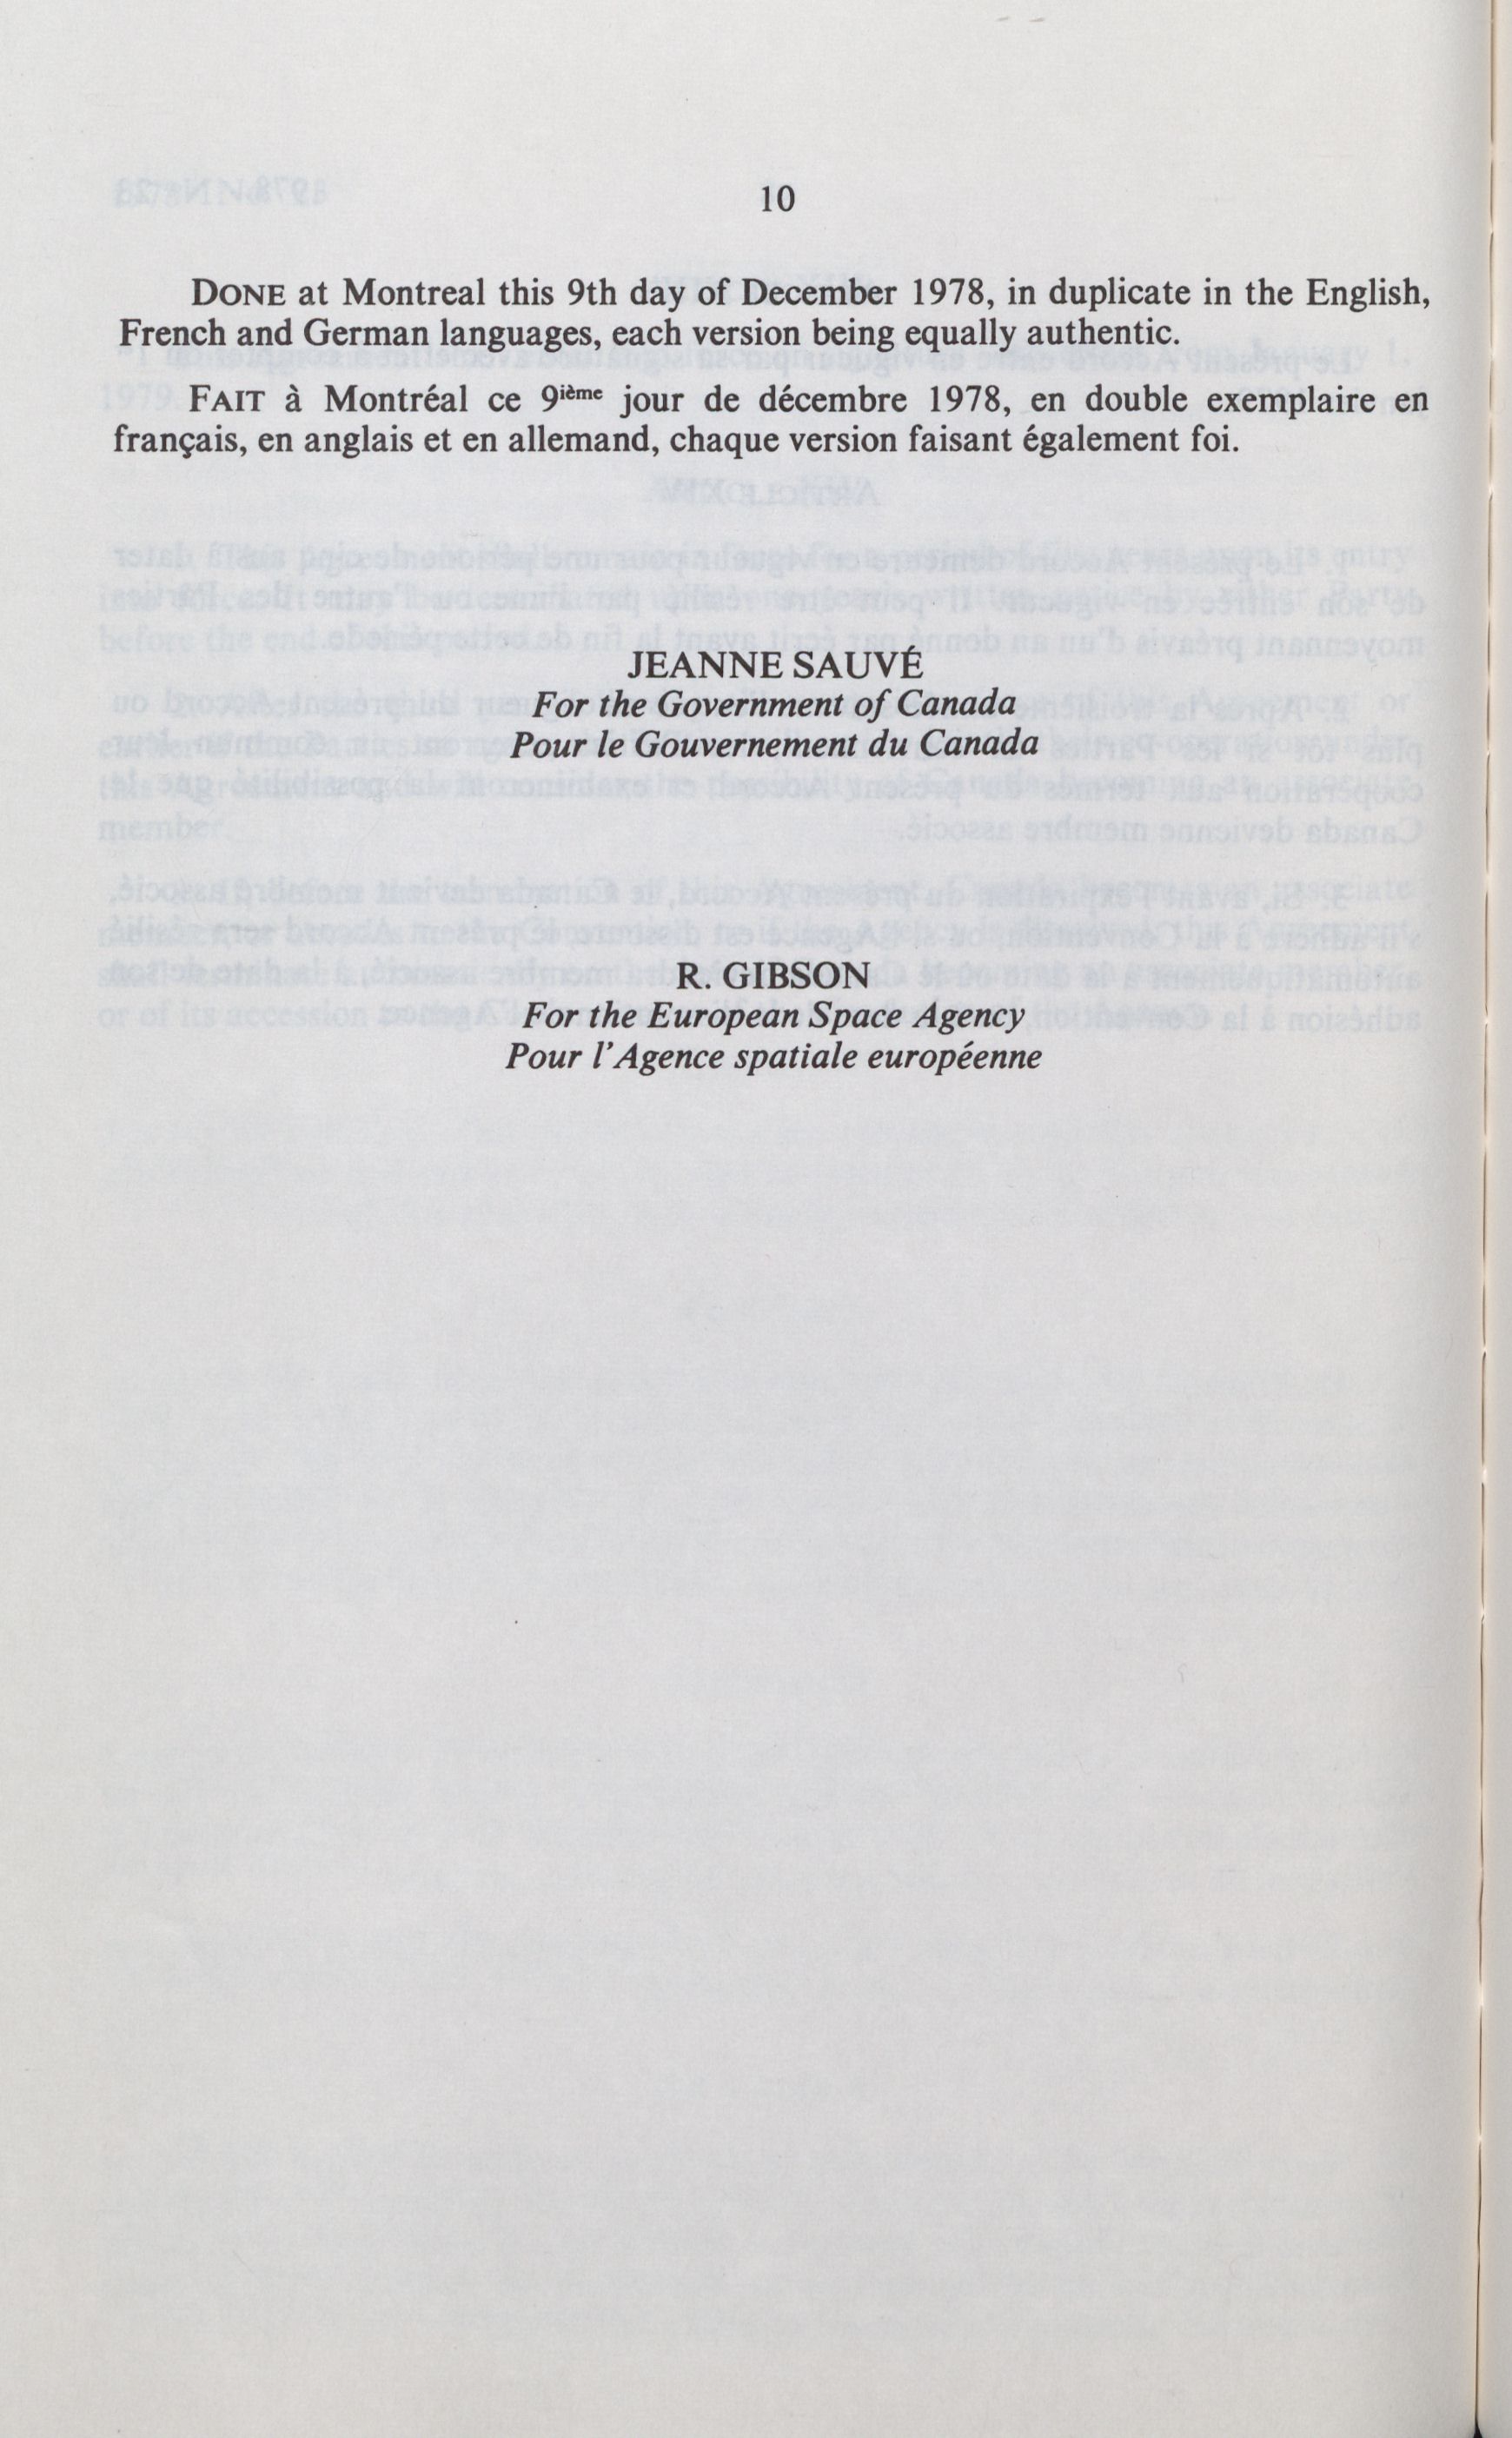 10
DONE at Montreal this 9th day of December 1978, in duplicate in the English,
French and German languages, each version being equally authentic.
FAIT à Montréal ce 9ième jour de décembre 1978, en double exemplaire en
français, en anglais et en allemand, chaque version faisant également foi.
JEANNE SAUVÉ
For the Government of Canada
Pour le Gouvernement du Canada
R. GIBSON
For the European Space Agency
Pour l'Agence spatiale européenne